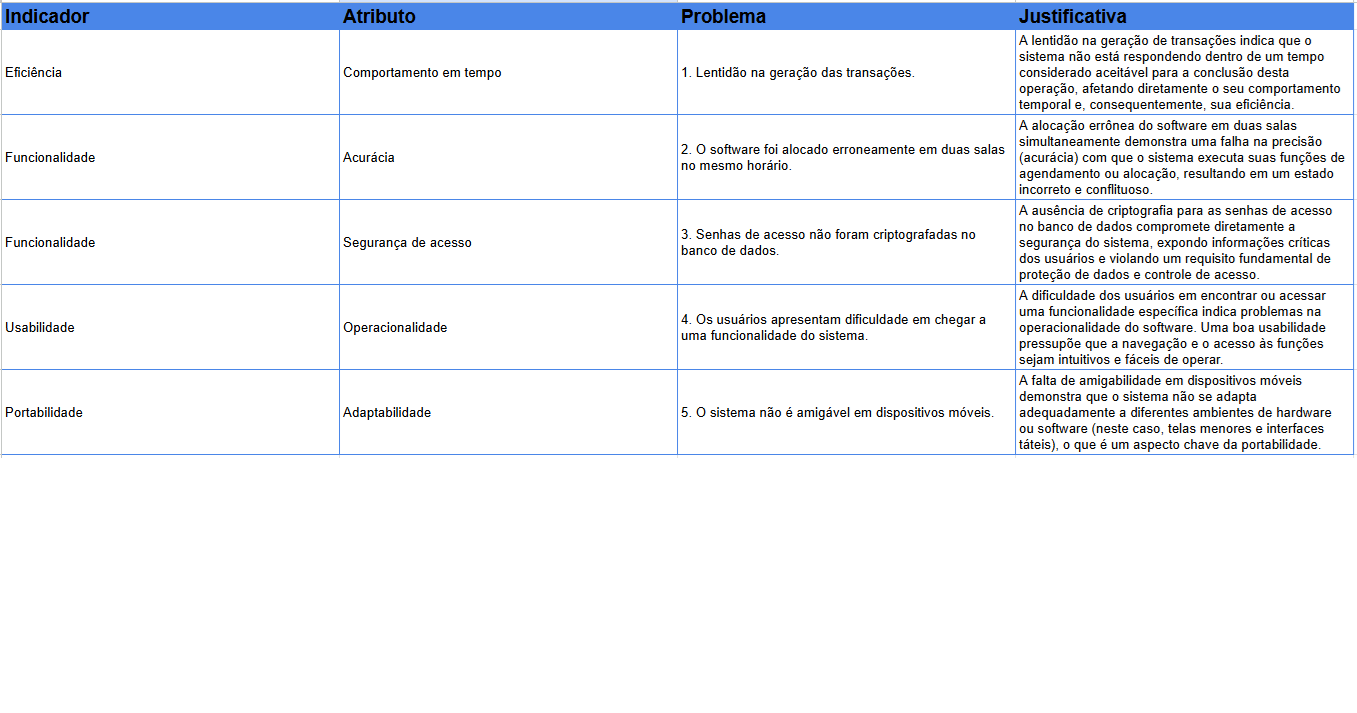 Indicador Atributo Problema Justificativa
Eficiência
Comportamento em tempo
1. Lentidão na geração das transações.
A lentidão na geração de transações indica que o
sistema não está respondendo dentro de um tempo
considerado aceitável para a conclusão desta
operação, afetando diretamente o seu comportamento
temporal e, consequentemente, sua eficiência.
Funcionalidade
Acurácia
2. O software foi alocado erroneamente em duas salas
no mesmo horário.
A alocação errônea do software em duas salas
simultaneamente demonstra uma falha na precisão
(acurácia) com que o sistema executa suas funções de
agendamento ou alocação, resultando em um estado
incorreto e conflituoso.
Funcionalidade
Segurança de acesso
3. Senhas de acesso não foram criptografadas no
banco de dados.
A ausência de criptografia para as senhas de acesso
no banco de dados compromete diretamente a
segurança do sistema, expondo informações críticas
dos usuários e violando um requisito fundamental de
proteção de dados e controle de acesso.
Usabilidade
Operacionalidade
4. Os usuários apresentam dificuldade em chegar a
uma funcionalidade do sistema.
A dificuldade dos usuários em encontrar ou acessar
uma funcionalidade específica indica problemas na
operacionalidade do software. Uma boa usabilidade
pressupõe que a navegação e o acesso às funções
sejam intuitivos e fáceis de operar.
Portabilidade
Adaptabilidade
5. O sistema não é amigável em dispositivos móveis.
A falta de amigabilidade em dispositivos móveis
demonstra que o sistema não se adapta
adequadamente a diferentes ambientes de hardware
ou software (neste caso, telas menores e interfaces
táteis), o que é um aspecto chave da portabilidade.